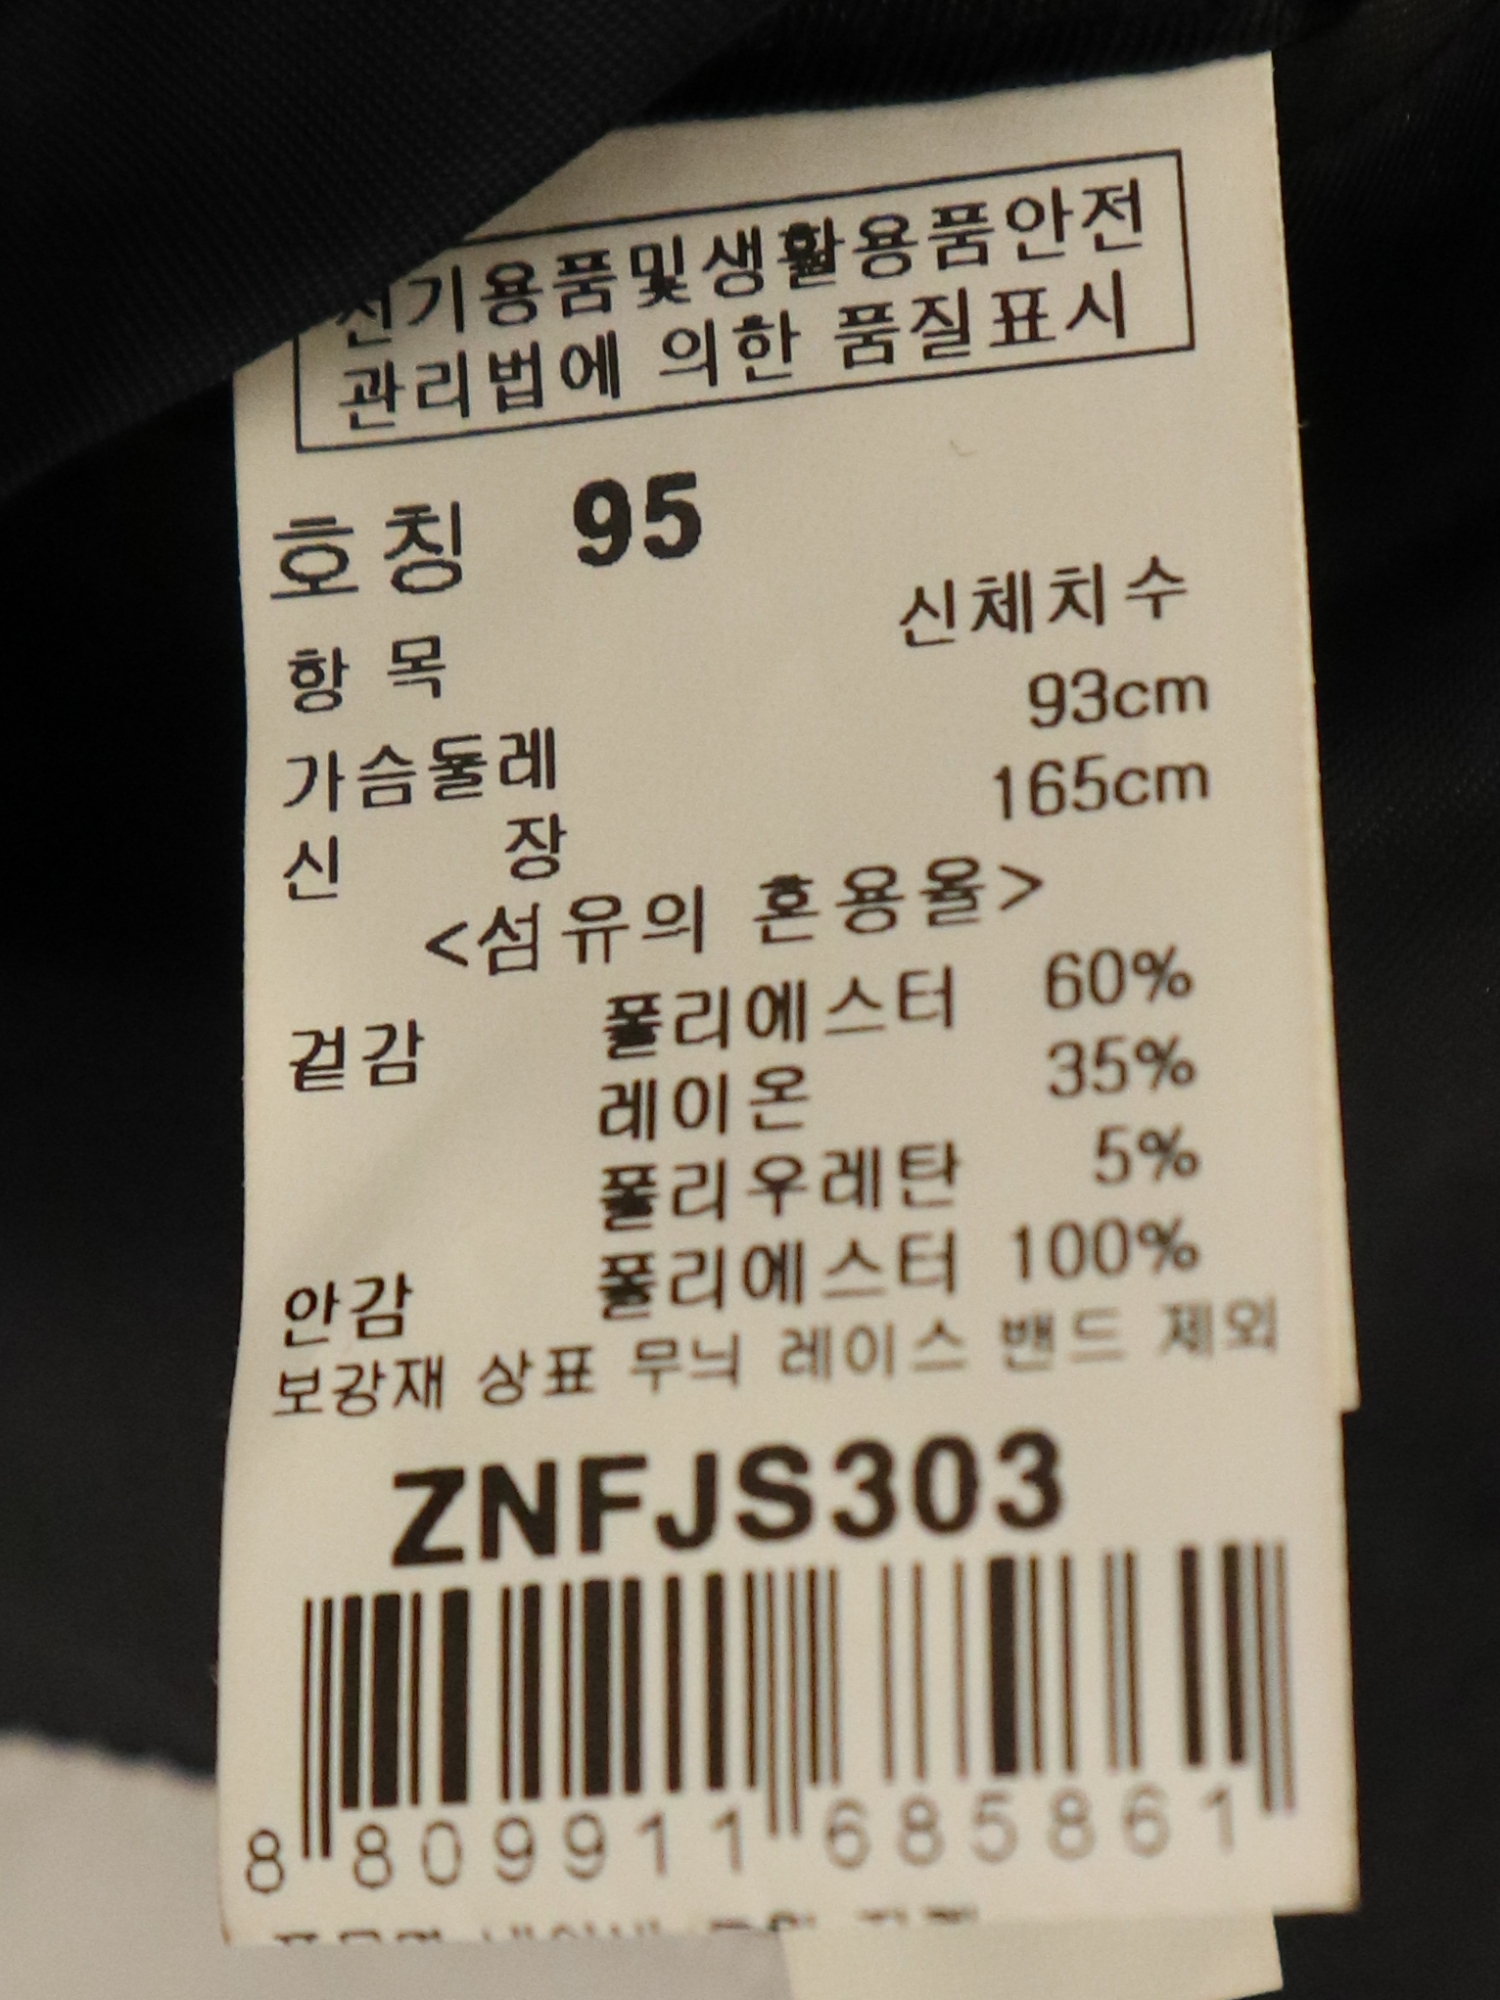 전기용품및생활용품안전
관리법에 의한 품질표시
호칭 95
항목 신체치수
가슴둘레 93cm
신장 165cm
<섬유의 혼용율>
겉감 폴리에스터 60%
레이온 35%
폴리우레탄 5%
안감 폴리에스터 100%
보강재 상표 무늬 레이스 밴드 제외
ZNFJS303
8 809911 685861